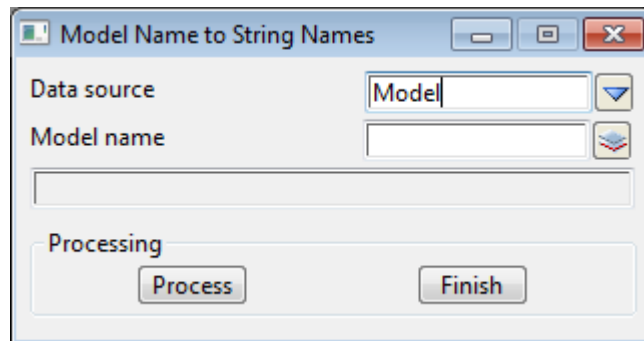 Model Name to String Names
Data source Model
Model name
Processing
Process Finish